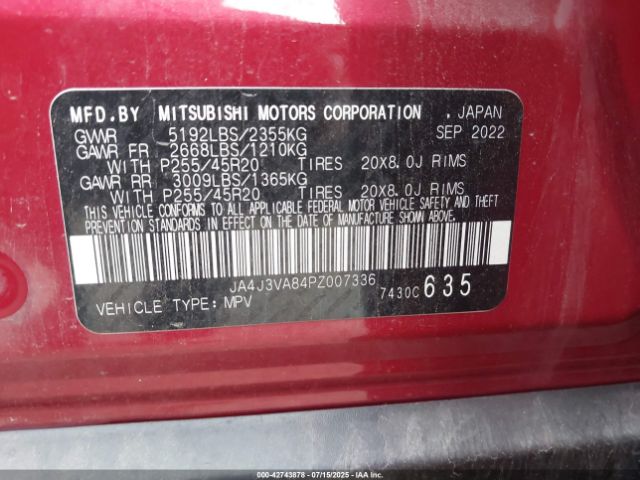 MFD.BY MITSUBISHI MOTORS CORPORATION . JAPAN
GVWR 5192LBS/2355KG SEP 2022
GAWR FR 2668LBS/1210KG
WITH P255/45R20 TIRES 20X8.0J RIMS
GAWR RR 3009LBS/1365KG
WITH P255/45R20 TIRES 20X8.0J RIMS
THIS VEHICLE CONFORMS TO ALL APPLICABLE FEDERAL MOTOR VEHICLE SAFETY AND THEFT
PREVENTION STANDARDS IN EFFECT ON THE DATE OF MANUFACTURE SHOWN ABOVE.
JA4J3VA84PZ007336
VEHICLE TYPE: MPV 7430C 635
000-42743878 - 07/15/2025 - IAAI.COM